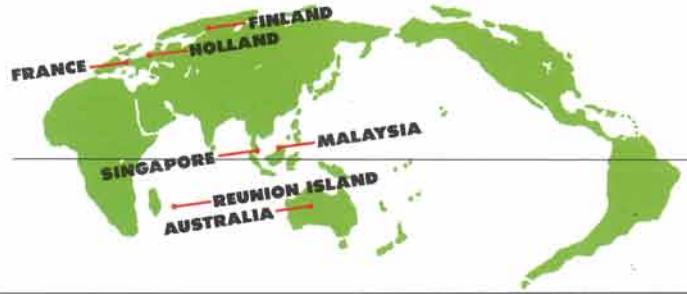 FINLAND
HOLLAND
FRANCE
MALAYSIA
SINGAPORE
REUNION ISLAND
AUSTRALIA